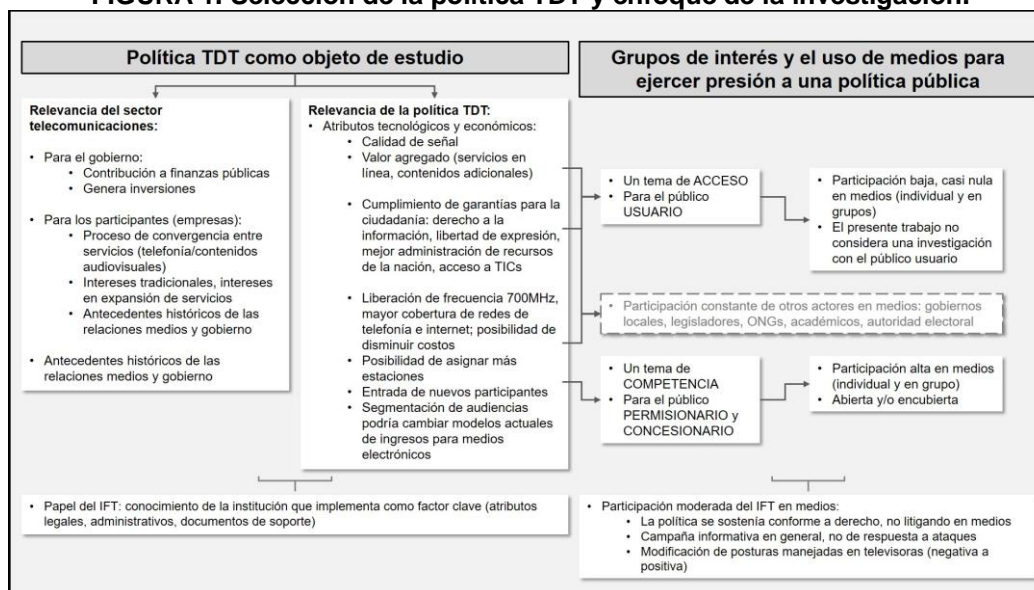 FIGURA 1. Selección de la política TDT y enfoque de la investigación.
Política TDT como objeto de estudio
Relevancia del sector
telecomunicaciones:
• Para el gobierno:
• Contribución a finanzas públicas
• Genera inversiones
• Para los participantes (empresas):
• Proceso de convergencia entre
servicios (telefonía/contenidos
audiovisuales)
• Intereses tradicionales, intereses
en expansión de servicios
• Antecedentes históricos de las
relaciones medios y gobierno
• Antecedentes históricos de las
relaciones medios y gobierno
Relevancia de la política TDT:
• Atributos tecnológicos y económicos:
• Calidad de señal
• Valor agregado (servicios en
línea, contenidos adicionales)
• Cumplimiento de garantías para la
ciudadanía: derecho a la
información, libertad de expresión,
mejor administración de recursos
de la nación, acceso a TICs
• Liberación de frecuencia 700MHz,
mayor cobertura de redes de
telefonía e internet; posibilidad de
disminuir costos
• Posibilidad de asignar más
estaciones
• Entrada de nuevos participantes
• Segmentación de audiencias
podría cambiar modelos actuales
de ingresos para medios
electrónicos
• Papel del IFT: conocimiento de la institución que implementa como factor clave (atributos
legales, administrativos, documentos de soporte)
Grupos de interés y el uso de medios para
ejercer presión a una política pública
• Un tema de ACCESO
• Para el público
USUARIO
• Participación baja, casi nula
en medios (individual y en
grupos)
• El presente trabajo no
considera una investigación
con el público usuario
• Participación constante de otros actores en medios: gobiernos
locales, legisladores, ONGs, académicos, autoridad electoral
• Un tema de
COMPETENCIA
• Para el público
PERMISIONARIO y
CONCESIONARIO
• Participación alta en medios
(individual y en grupo)
• Abierta y/o encubierta
• Participación moderada del IFT en medios:
• La política se sostenía conforme a derecho, no litigando en medios
• Campaña informativa en general, no de respuesta a ataques
• Modificación de posturas manejadas en televisoras (negativa a
positiva)